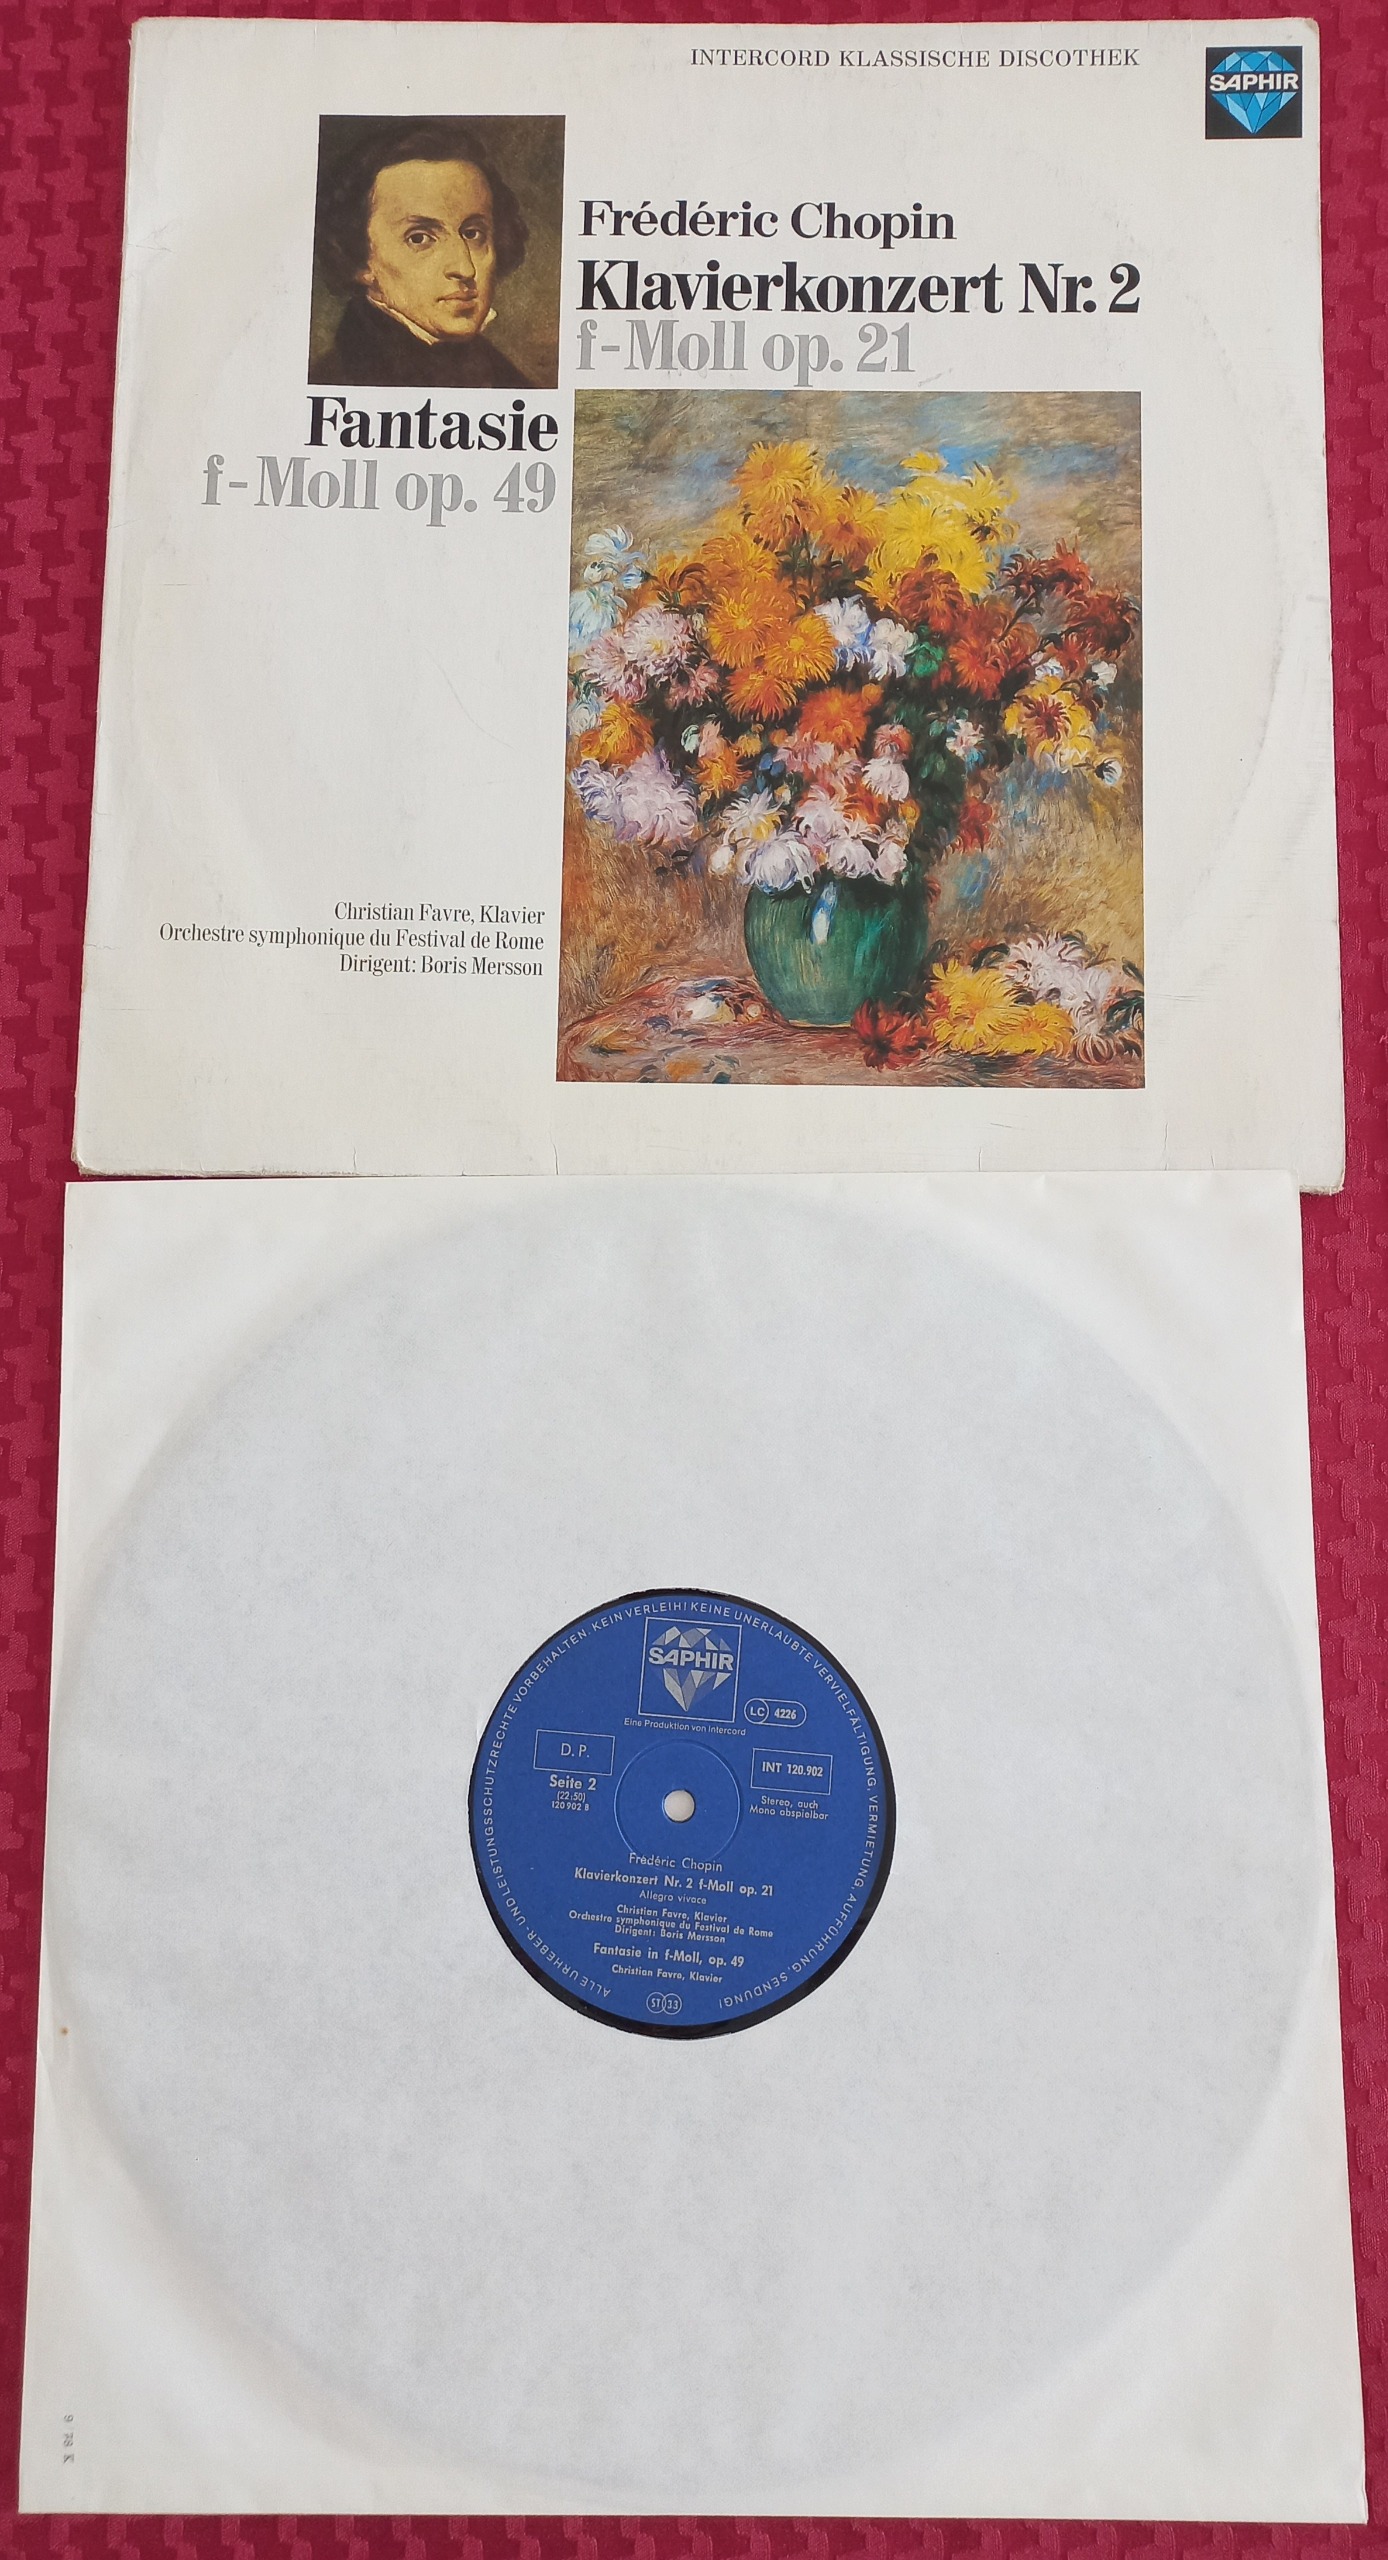 INTERCORD KLASSISCHE DISCOTHEK
SAPHIR
Frédéric Chopin
Klavierkonzert Nr. 2
f-Moll op. 21
Fantasie
f-Moll op. 49
Christian Favre, Klavier
Orchestre symphonique du Festival de Rome
Dirigent: Boris Mersson
ALLE URHEBER- UND LEISTUNGSSCHUTZRECHTE VORBEHALTEN. KEIN VERLEIH! KEINE UNERLAUBTE VERVIELFÄLTIGUNG, VERMIETUNG, AUFFÜHRUNG, SENDUNG!
SAPHIR
LC 4226
Eine Produktion von Intercord
D. P.
Seite 2
(22:50)
120 902 B
INT 120.902
Stereo, auch
Mono abspielbar
Frédéric Chopin
Klavierkonzert Nr. 2 f-Moll op. 21
Allegro vivace
Christian Favre, Klavier
Orchestre symphonique du Festival de Rome
Dirigent: Boris Mersson
Fantasie in f-Moll, op. 49
Christian Favre, Klavier
ST 33